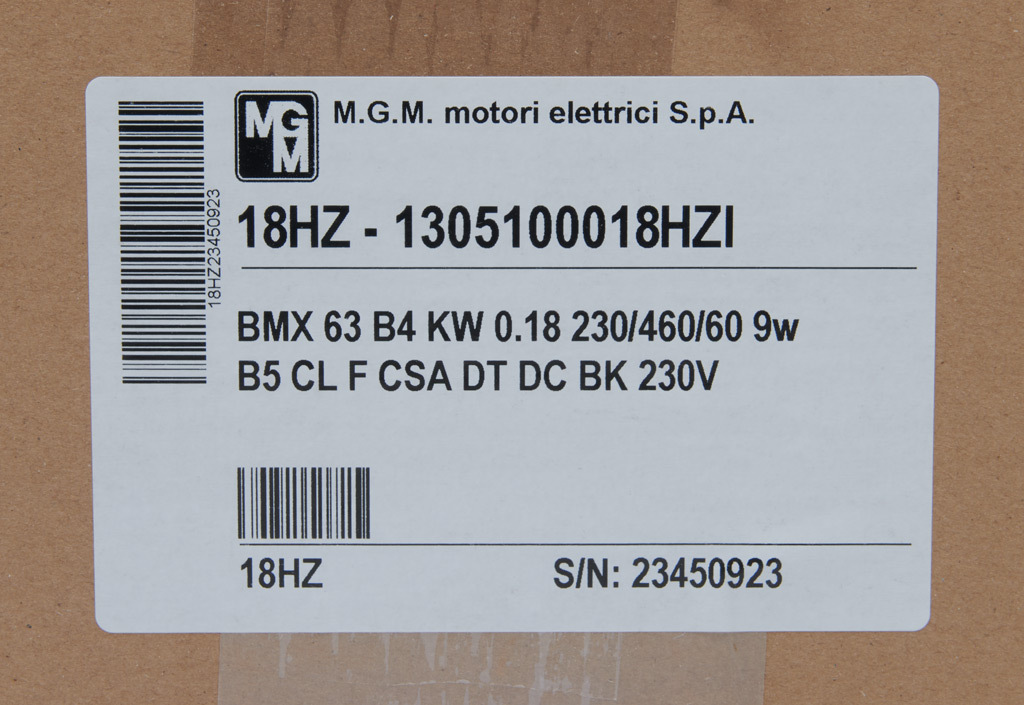 MGM
M.G.M. motori elettrici S.p.A.
18HZ23450923
18HZ - 1305100018HZI
BMX 63 B4 KW 0.18 230/460/60 9w
B5 CL F CSA DT DC BK 230V
18HZ
S/N: 23450923